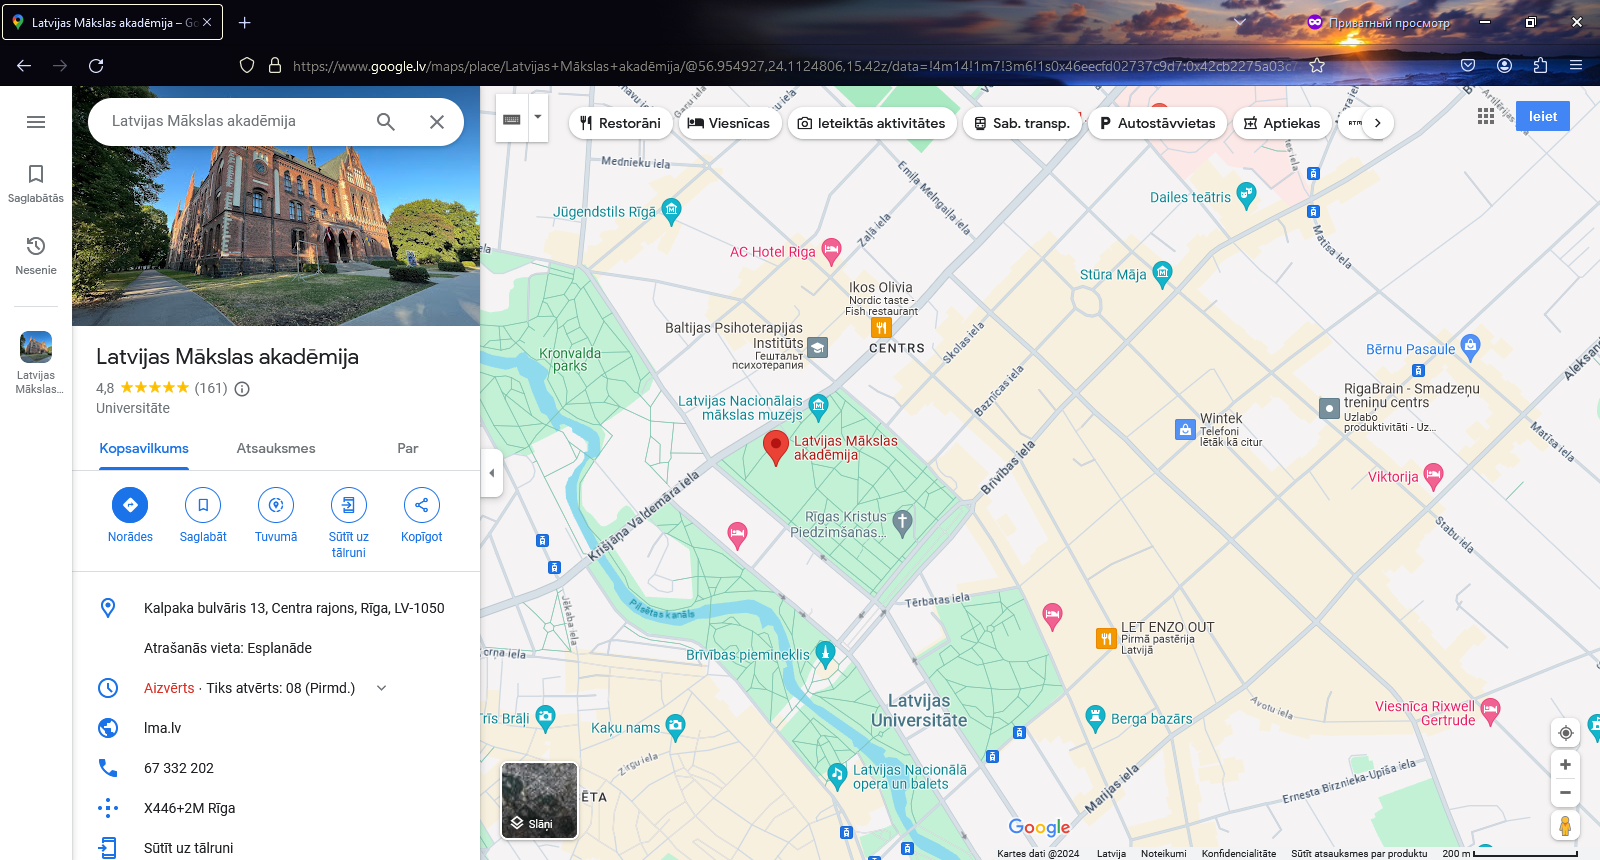 Latvijas Mākslas akadēmija – Go
Приватный просмотр
https://www.google.lv/maps/place/Latvijas+Mākslas+akadēmija/@56.954927,24.1124806,15.42z/data=!4m14!1m7!3m6!1s0x46eecfd02737c9d7:0x42cb2275a03c7
Latvijas Mākslas akadēmija
Saglabātās
Nesenie
Latvijas
Mākslas…
Latvijas Mākslas akadēmija
4,8
(161)
Universitāte
Kopsavilkums
Atsauksmes
Par
Norādes
Saglabāt
Tuvumā
Sūtīt uz
tālruni
Kopīgot
Kalpaka bulvāris 13, Centra rajons, Rīga, LV-1050
Atrašanās vieta: Esplanāde
Aizvērts · Tiks atvērts: 08 (Pirmd.)
lma.lv
67 332 202
X446+2M Rīga
Sūtīt uz tālruni
Restorāni
Viesnīcas
Ieteiktās aktivitātes
Sab. transp.
Autostāvvietas
Aptiekas
Ieiet
Mednieku iela
Emiļa Melngaiļa iela
Zaļā iela
Dailes teātris
Matīsa iela
Jūgendstils Rīgā
AC Hotel Riga
Stūra Māja
Ikos Olivia
Nordic taste -
Fish restaurant
Baltijas Psihoterapijas
Institūts
Гештальт
психотерапия
CENTRS
Skolas iela
Bērnu Pasaule
Kronvalda
parks
Baznīcas iela
RigaBrain - Smadzeņu
treniņu centrs
Uzlabo
produktivitāti - Uz...
Latvijas Nacionālais
mākslas muzejs
Wintek
Telefoni
lētāk kā citur
Matīsa iela
Latvijas Mākslas
akadēmija
Brīvības iela
Viktorija
Krišjāņa Valdemāra iela
Rīgas Kristus
Piedzimšanas...
Stabu iela
Jēkaba iela
Pilsētas kanāls
Tērbatas iela
LET ENZO OUT
Pirmā pastērija
Latvijā
Brīvības piemineklis
Latvijas
Universitāte
Avotu iela
Viesnīca Rixwell
Gertrude
Trīs Brāļi
Kaķu nams
Berga bazārs
Zirgu iela
Latvijas Nacionālā
opera un balets
Marijas iela
Ernesta Birznieka-Upīša iela
Slāņi
Google
Kartes dati ©2024
Latvija
Noteikumi
Konfidencialitāte
Sūtīt atsauksmes par produktu
200 m